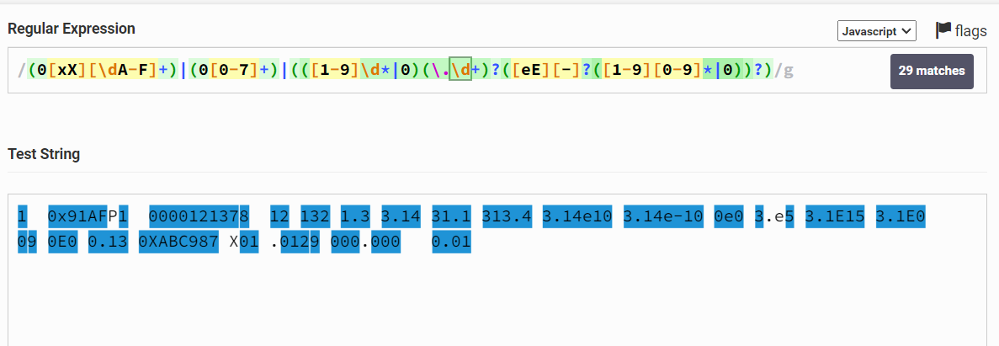 Regular Expression
Javascript flags
/(0[xX][\dA-F]+)|(0[0-7]+)|(([1-9]\d*|0)(\.\d+)?([eE][-]?([1-9][0-9]*|0))?)/g
29 matches
Test String
1  0x91AFP1  0000121378  12 132 1.3 3.14 31.1 313.4 3.14e10 3.14e-10 0e0 3.e5 3.1E15 3.1E0
09 0E0 0.13 0XABC987 X01 .0129 000.000   0.01